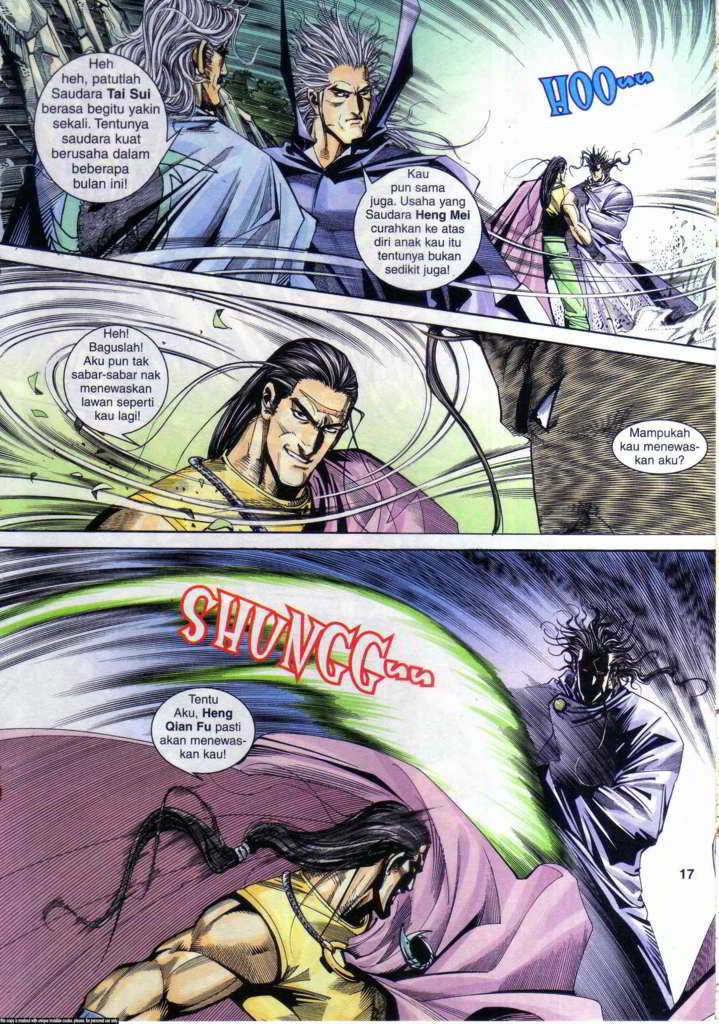 Heh
heh, patutlah
Saudara Tai Sui
berasa begitu yakin
sekali. Tentunya
saudara kuat
berusaha dalam
beberapa
bulan ini!
HOO~~
Kau
pun sama
juga. Usaha yang
Saudara Heng Mei
curahkan ke atas
diri anak kau itu
tentunya bukan
sedikit juga!
Heh!
Baguslah!
Aku pun tak
sabar-sabar nak
menewaskan
lawan seperti
kau lagi!
Mampukah
kau menewas-
kan aku?
SHUNGG~~
Tentu
Aku, Heng
Qian Fu pasti
akan menewas-
kan kau!
17